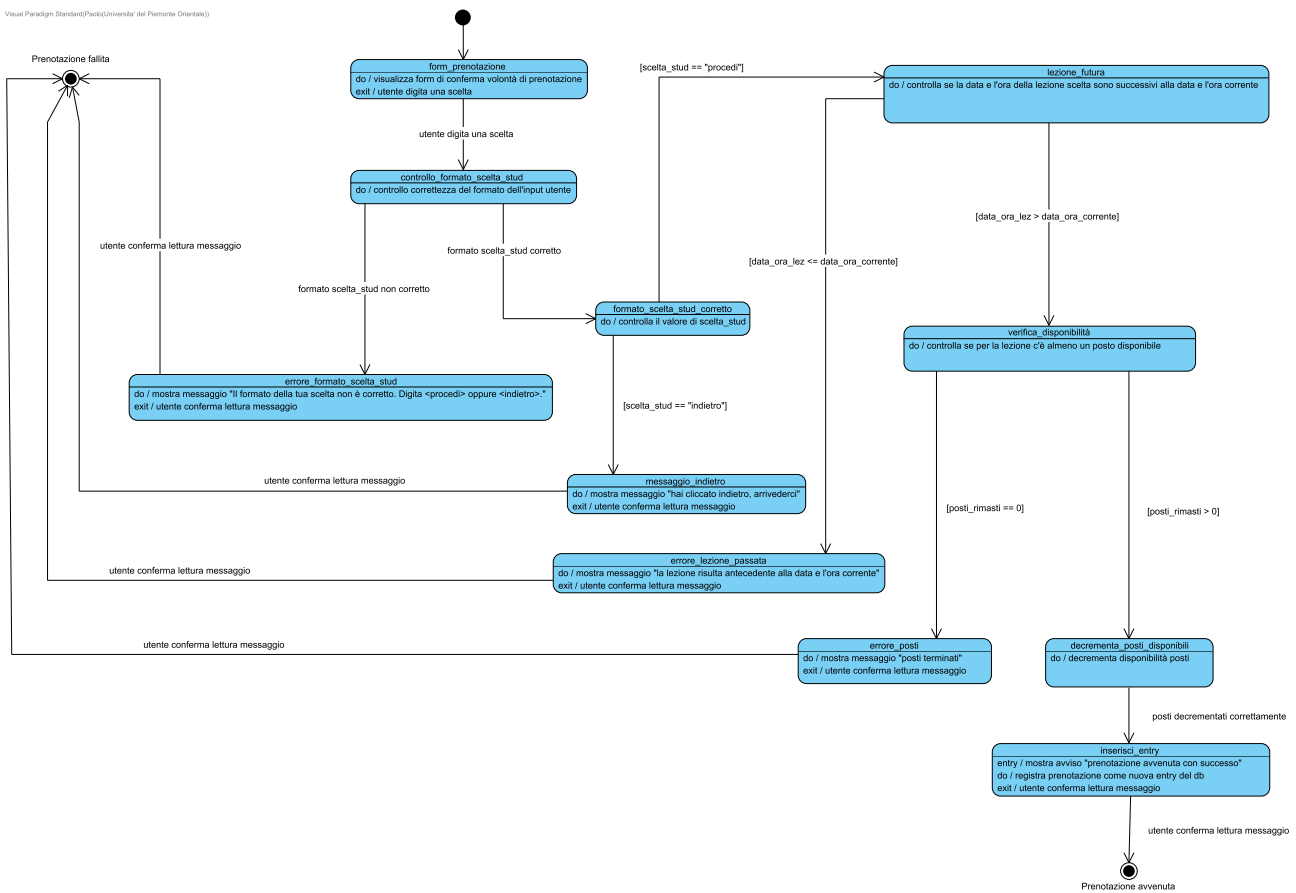 Visual Paradigm Standard(Paolo(Universita' del Piemonte Orientale))
Prenotazione fallita
form_prenotazione
do / visualizza form di conferma volontà di prenotazione
exit / utente digita una scelta
[scelta_stud == "procedi"]
lezione_futura
do / controlla se la data e l'ora della lezione scelta sono successivi alla data e l'ora corrente
utente digita una scelta
controllo_formato_scelta_stud
do / controllo correttezza del formato dell'input utente
[data_ora_lez > data_ora_corrente]
utente conferma lettura messaggio
formato scelta_stud corretto
[data_ora_lez <= data_ora_corrente]
formato scelta_stud non corretto
formato_scelta_stud_corretto
do / controlla il valore di scelta_stud
verifica_disponibilità
do / controlla se per la lezione c'è almeno un posto disponibile
errore_formato_scelta_stud
do / mostra messaggio "Il formato della tua scelta non è corretto. Digita <procedi> oppure <indietro>."
exit / utente conferma lettura messaggio
[scelta_stud == "indietro"]
utente conferma lettura messaggio
messaggio_indietro
do / mostra messaggio "hai cliccato indietro, arrivederci"
exit / utente conferma lettura messaggio
[posti_rimasti == 0]
[posti_rimasti > 0]
utente conferma lettura messaggio
errore_lezione_passata
do / mostra messaggio "la lezione risulta antecedente alla data e l'ora corrente"
exit / utente conferma lettura messaggio
utente conferma lettura messaggio
errore_posti
do / mostra messaggio "posti terminati"
exit / utente conferma lettura messaggio
decrementa_posti_disponibili
do / decrementa disponibilità posti
posti decrementati correttamente
inserisci_entry
entry / mostra avviso "prenotazione avvenuta con successo"
do / registra prenotazione come nuova entry del db
exit / utente conferma lettura messaggio
utente conferma lettura messaggio
Prenotazione avvenuta